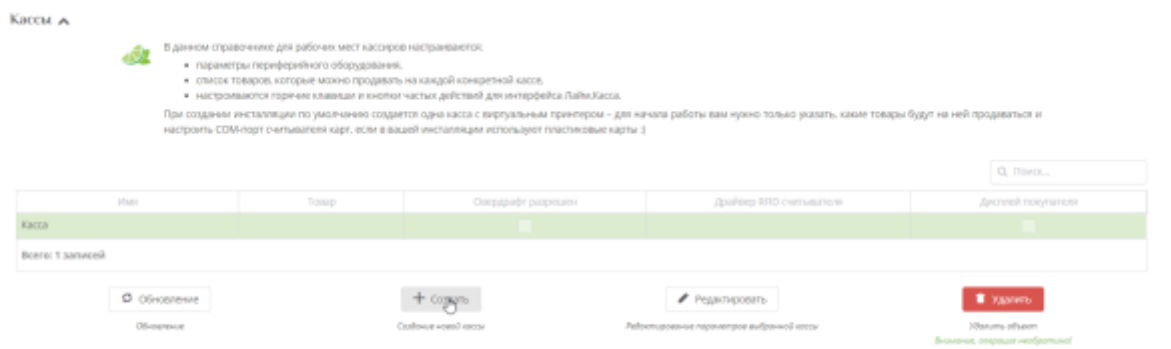 Кассы
В данном справочнике для рабочих мест кассиров настраиваются:
параметры периферийного оборудования,
список товаров, которые можно продавать на каждой конкретной кассе,
настроиваются горячие клавиши и кнопки частых действий для интерфейса Лайм.Касса.
При создании инсталляции по умолчанию создается одна касса с виртуальным принтером – для начала работы вам нужно только указать, какие товары будут на ней продаваться и
настроить COM-порт считывателя карт, если в вашей инсталляции используют пластиковые карты :)
Поиск...
Имя Товар Овердрафт разрешен Драйвер RFID считывателя Дисплей покупателя
Касса
Всего: 1 записей
Обновление Создать Редактировать Удалить
Обновление Создание новой кассы Редактирование параметров выбранной кассы Удалить объект
Внимание, операция необратима!